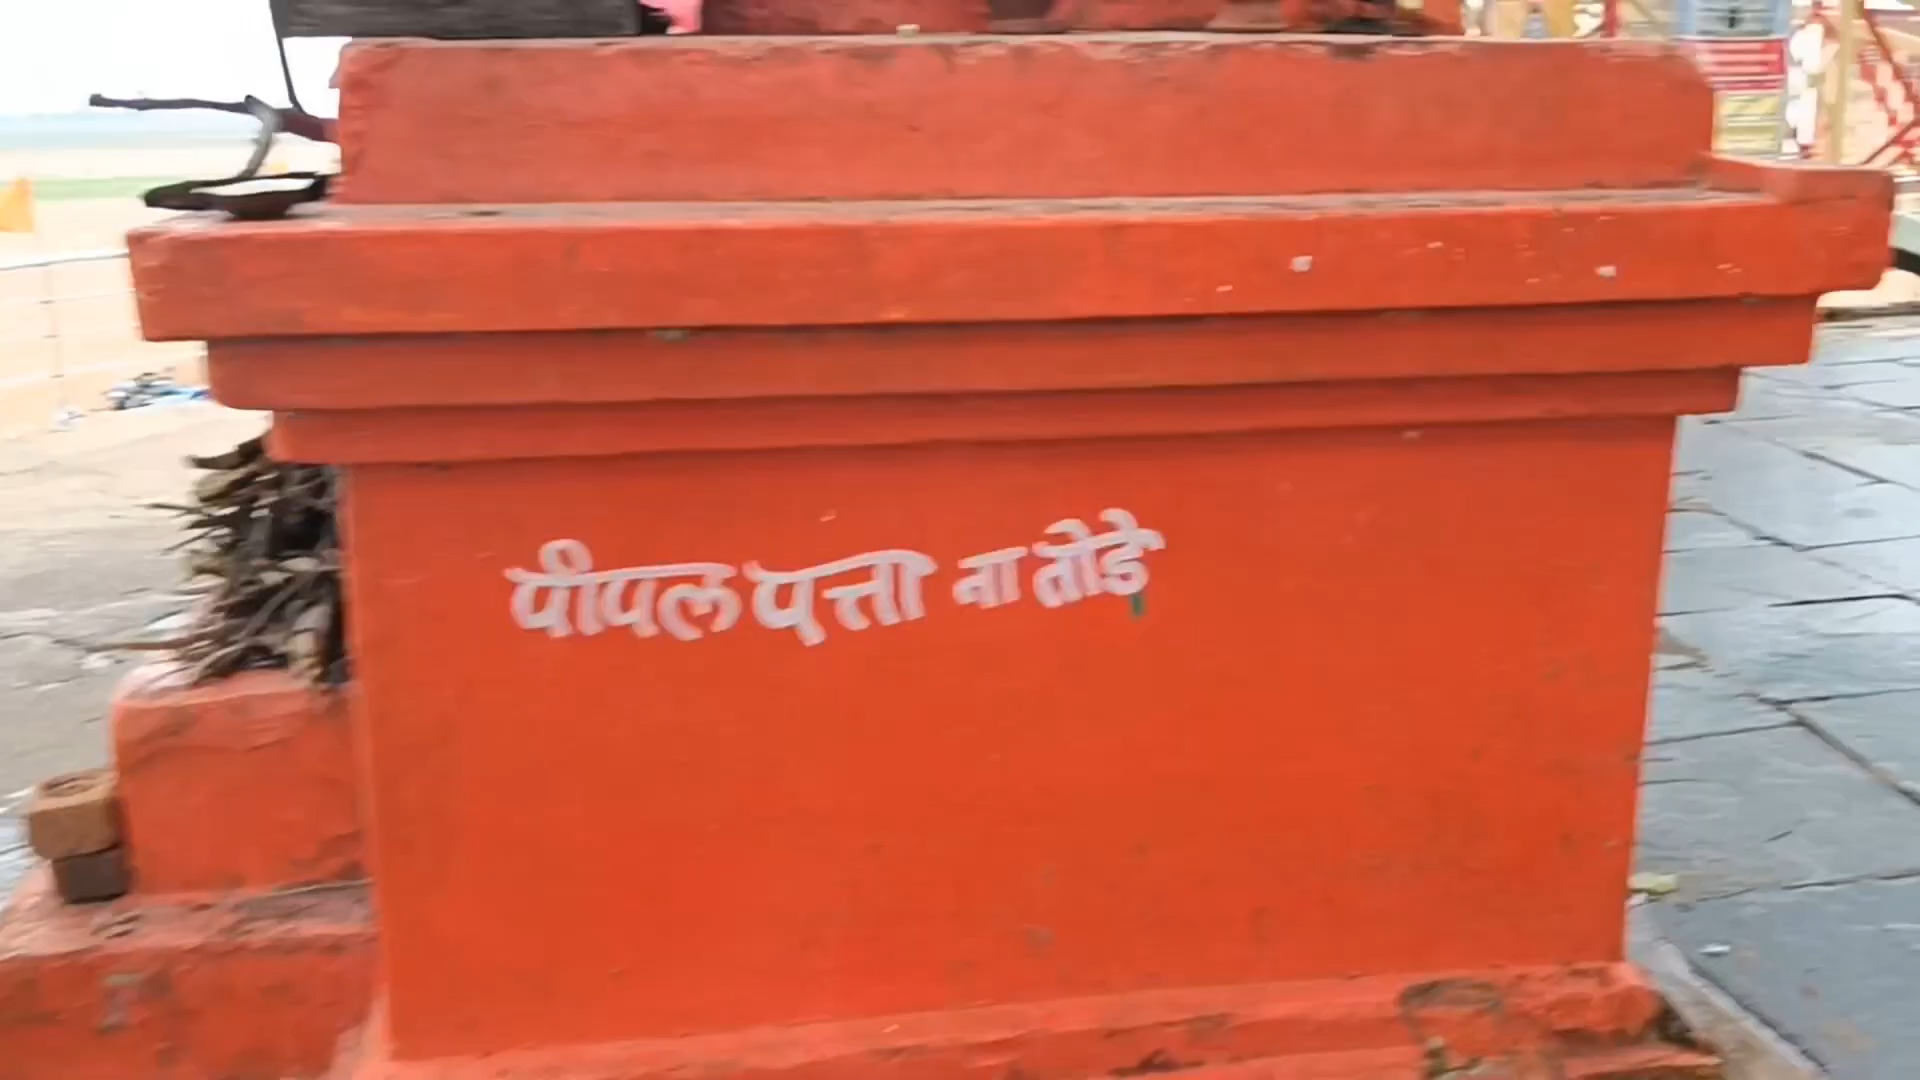 पीपल पत्ता ना तोडे